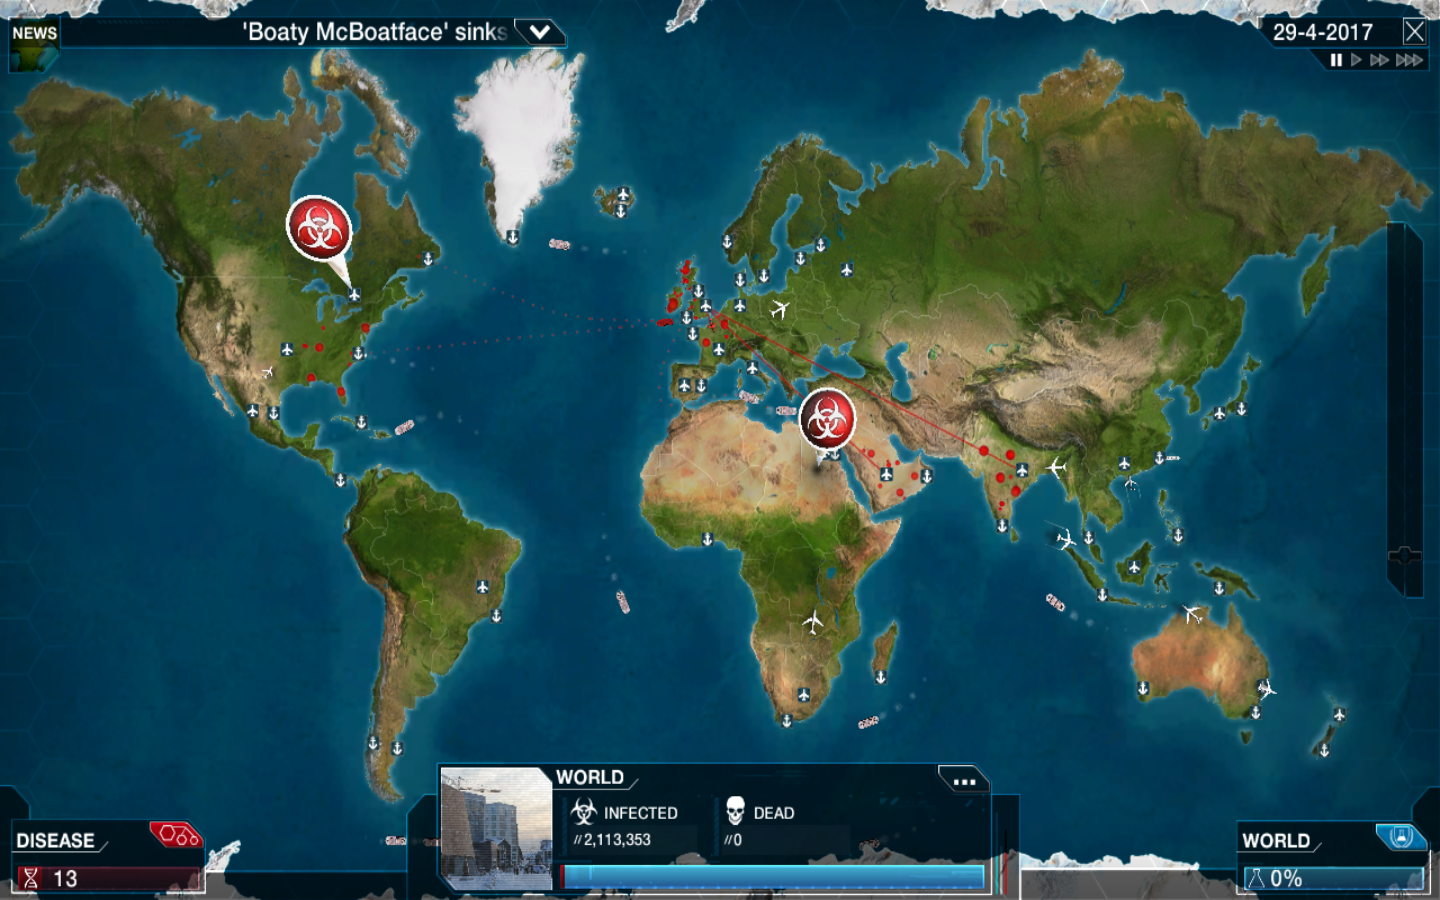 NEWS
'Boaty McBoatface' sinks
29-4-2017
WORLD
INFECTED
//2,113,353
DEAD
//0
DISEASE
13
WORLD
0%